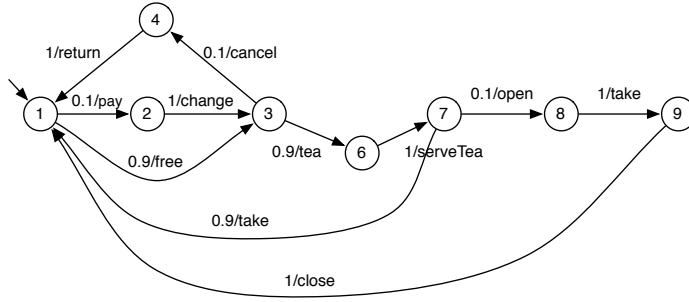 4
1/return
0.1/cancel
0.1/pay
1/change
0.1/open
1/take
1
2
3
7
8
9
0.9/free
0.9/tea
6
1/serveTea
0.9/take
1/close